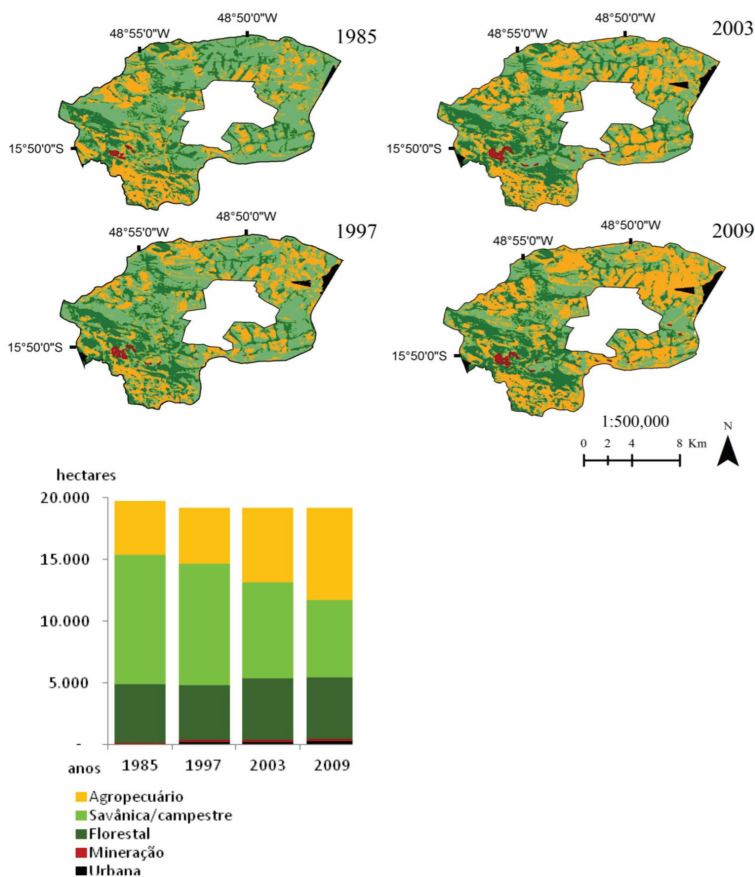 48°50'0"W
48°55'0"W
1985
15°50'0"S
48°50'0"W
48°55'0"W
2003
15°50'0"S
48°50'0"W
48°55'0"W
1997
15°50'0"S
48°50'0"W
48°55'0"W
2009
15°50'0"S
1:500,000
0 2 4 8 Km
N
hectares
20.000
15.000
10.000
5.000
-
anos 1985 1997 2003 2009
Agropecuário
Savânica/campestre
Florestal
Mineração
Urbana